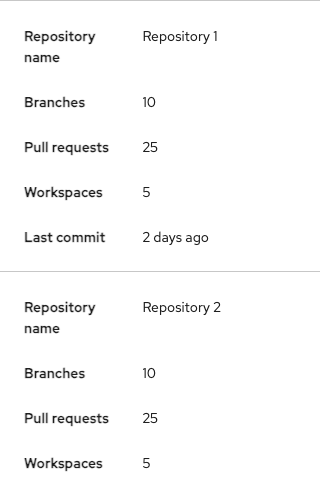 Repository name Repository 1
Branches 10
Pull requests 25
Workspaces 5
Last commit 2 days ago
Repository name Repository 2
Branches 10
Pull requests 25
Workspaces 5